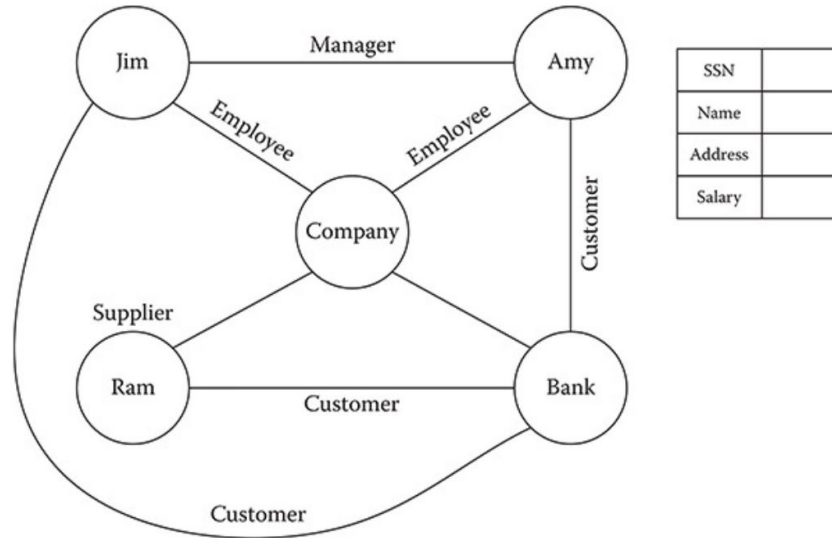 Manager
Jim
Amy
SSN
Employee
Employee
Name
Address
Salary
Company
Customer
Supplier
Ram
Bank
Customer
Customer